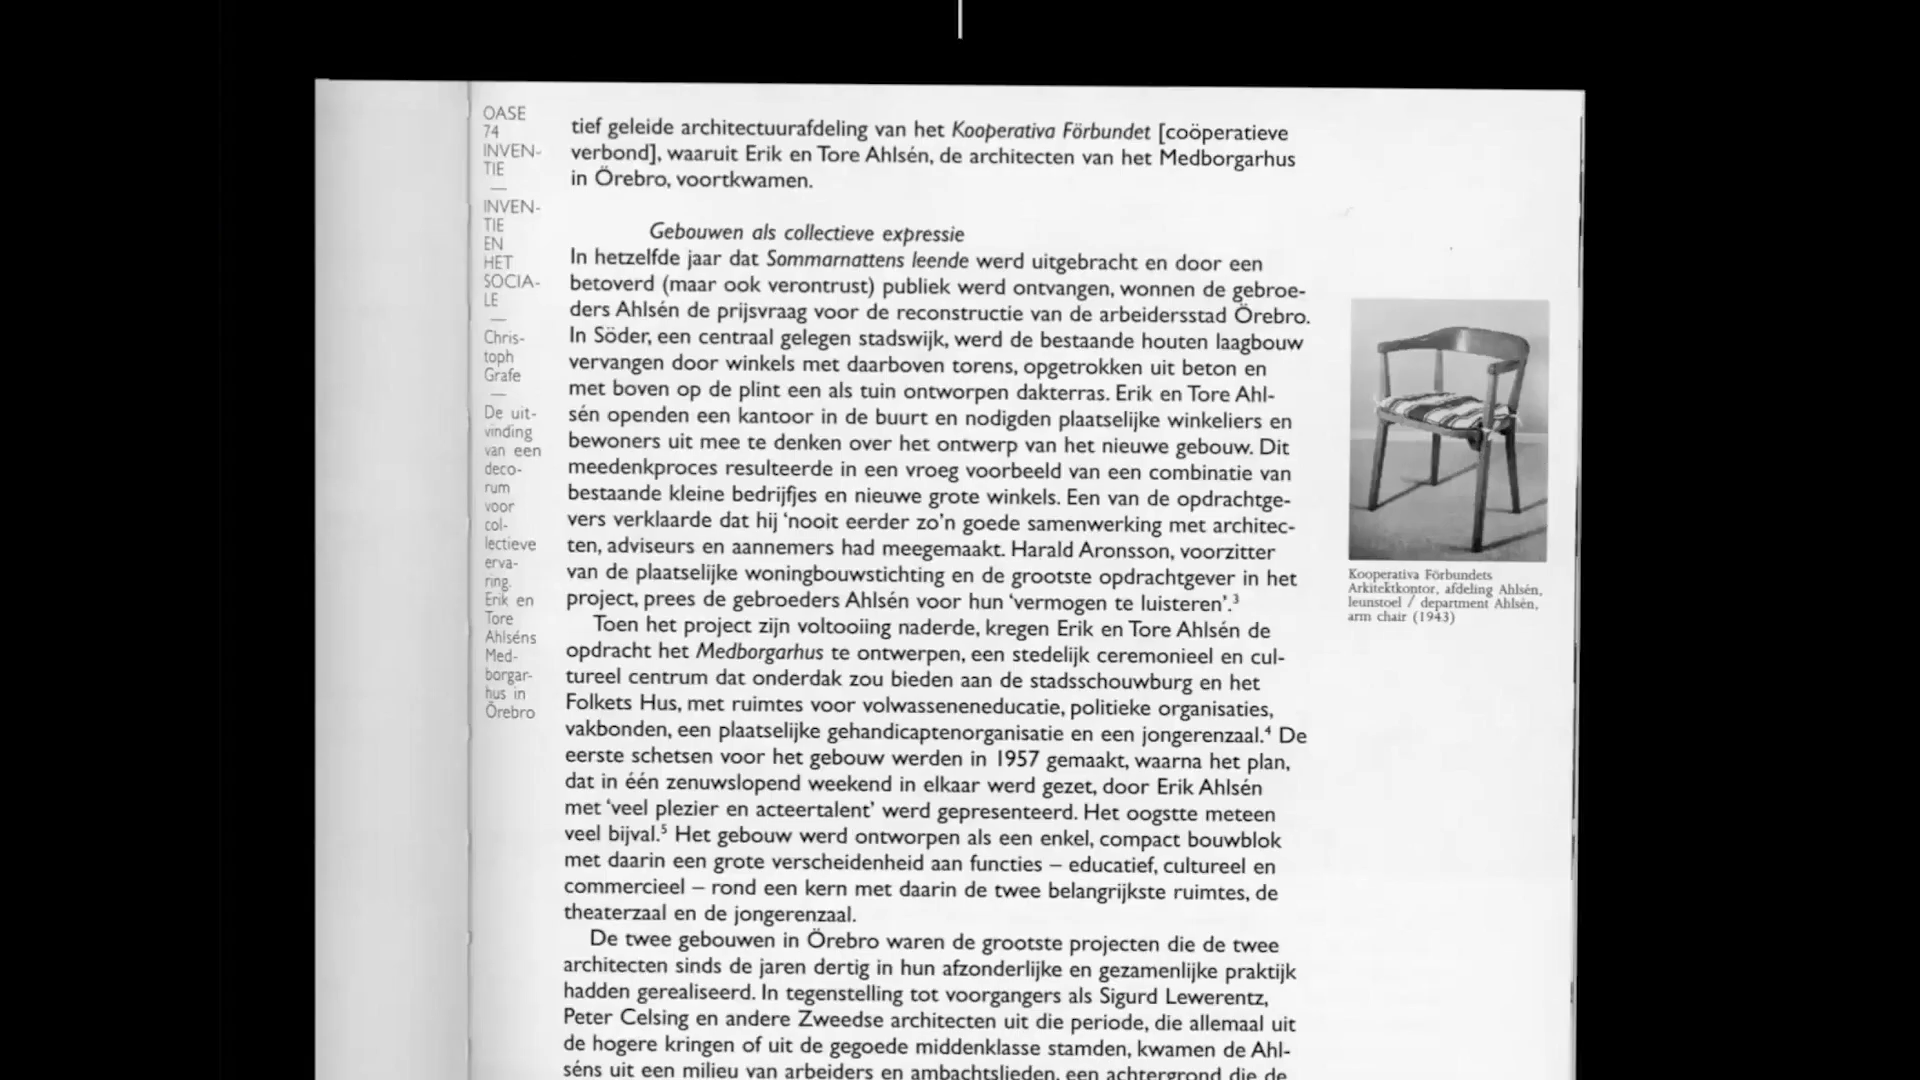 OASE
74
INVEN-
TIE
—
INVEN-
TIE
EN
HET
SOCIA-
LE
—
Chris-
toph
Grafe
—
De uit-
vinding
van een
deco-
rum
voor
col-
lectieve
erva-
ring.
Erik en
Tore
Ahlséns
Med-
borgar-
hus in
Örebro
tief geleide architectuurafdeling van het Kooperativa Förbundet [coöperatieve
verbond], waaruit Erik en Tore Ahlsén, de architecten van het Medborgarhus
in Örebro, voortkwamen.
Gebouwen als collectieve expressie
In hetzelfde jaar dat Sommarnattens leende werd uitgebracht en door een
betoverd (maar ook verontrust) publiek werd ontvangen, wonnen de gebroe-
ders Ahlsén de prijsvraag voor de reconstructie van de arbeidersstad Örebro.
In Söder, een centraal gelegen stadswijk, werd de bestaande houten laagbouw
vervangen door winkels met daarboven torens, opgetrokken uit beton en
met boven op de plint een als tuin ontworpen dakterras. Erik en Tore Ahl-
sén openden een kantoor in de buurt en nodigden plaatselijke winkeliers en
bewoners uit mee te denken over het ontwerp van het nieuwe gebouw. Dit
meedenkproces resulteerde in een vroeg voorbeeld van een combinatie van
bestaande kleine bedrijfjes en nieuwe grote winkels. Een van de opdrachtge-
vers verklaarde dat hij ‘nooit eerder zo’n goede samenwerking met architec-
ten, adviseurs en aannemers had meegemaakt. Harald Aronsson, voorzitter
van de plaatselijke woningbouwstichting en de grootste opdrachtgever in het
project, prees de gebroeders Ahlsén voor hun ‘vermogen te luisteren’.³
Toen het project zijn voltooiing naderde, kregen Erik en Tore Ahlsén de
opdracht het Medborgarhus te ontwerpen, een stedelijk ceremonieel en cul-
tureel centrum dat onderdak zou bieden aan de stadsschouwburg en het
Folkets Hus, met ruimtes voor volwasseneneducatie, politieke organisaties,
vakbonden, een plaatselijke gehandicaptenorganisatie en een jongerenzaal.⁴ De
eerste schetsen voor het gebouw werden in 1957 gemaakt, waarna het plan,
dat in één zenuwslopend weekend in elkaar werd gezet, door Erik Ahlsén
met ‘veel plezier en acteertalent’ werd gepresenteerd. Het oogstte meteen
veel bijval.⁵ Het gebouw werd ontworpen als een enkel, compact bouwblok
met daarin een grote verscheidenheid aan functies – educatief, cultureel en
commercieel – rond een kern met daarin de twee belangrijkste ruimtes, de
theaterzaal en de jongerenzaal.
De twee gebouwen in Örebro waren de grootste projecten die de twee
architecten sinds de jaren dertig in hun afzonderlijke en gezamenlijke praktijk
hadden gerealiseerd. In tegenstelling tot voorgangers als Sigurd Lewerentz,
Peter Celsing en andere Zweedse architecten uit die periode, die allemaal uit
de hogere kringen of uit de gegoede middenklasse stamden, kwamen de Ahl-
séns uit een milieu van arbeiders en ambachtslieden, een achtergrond die de
Kooperativa Förbundets
Arkitektkontor, afdeling Ahlsén,
leunstoel / department Ahlsén,
arm chair (1943)